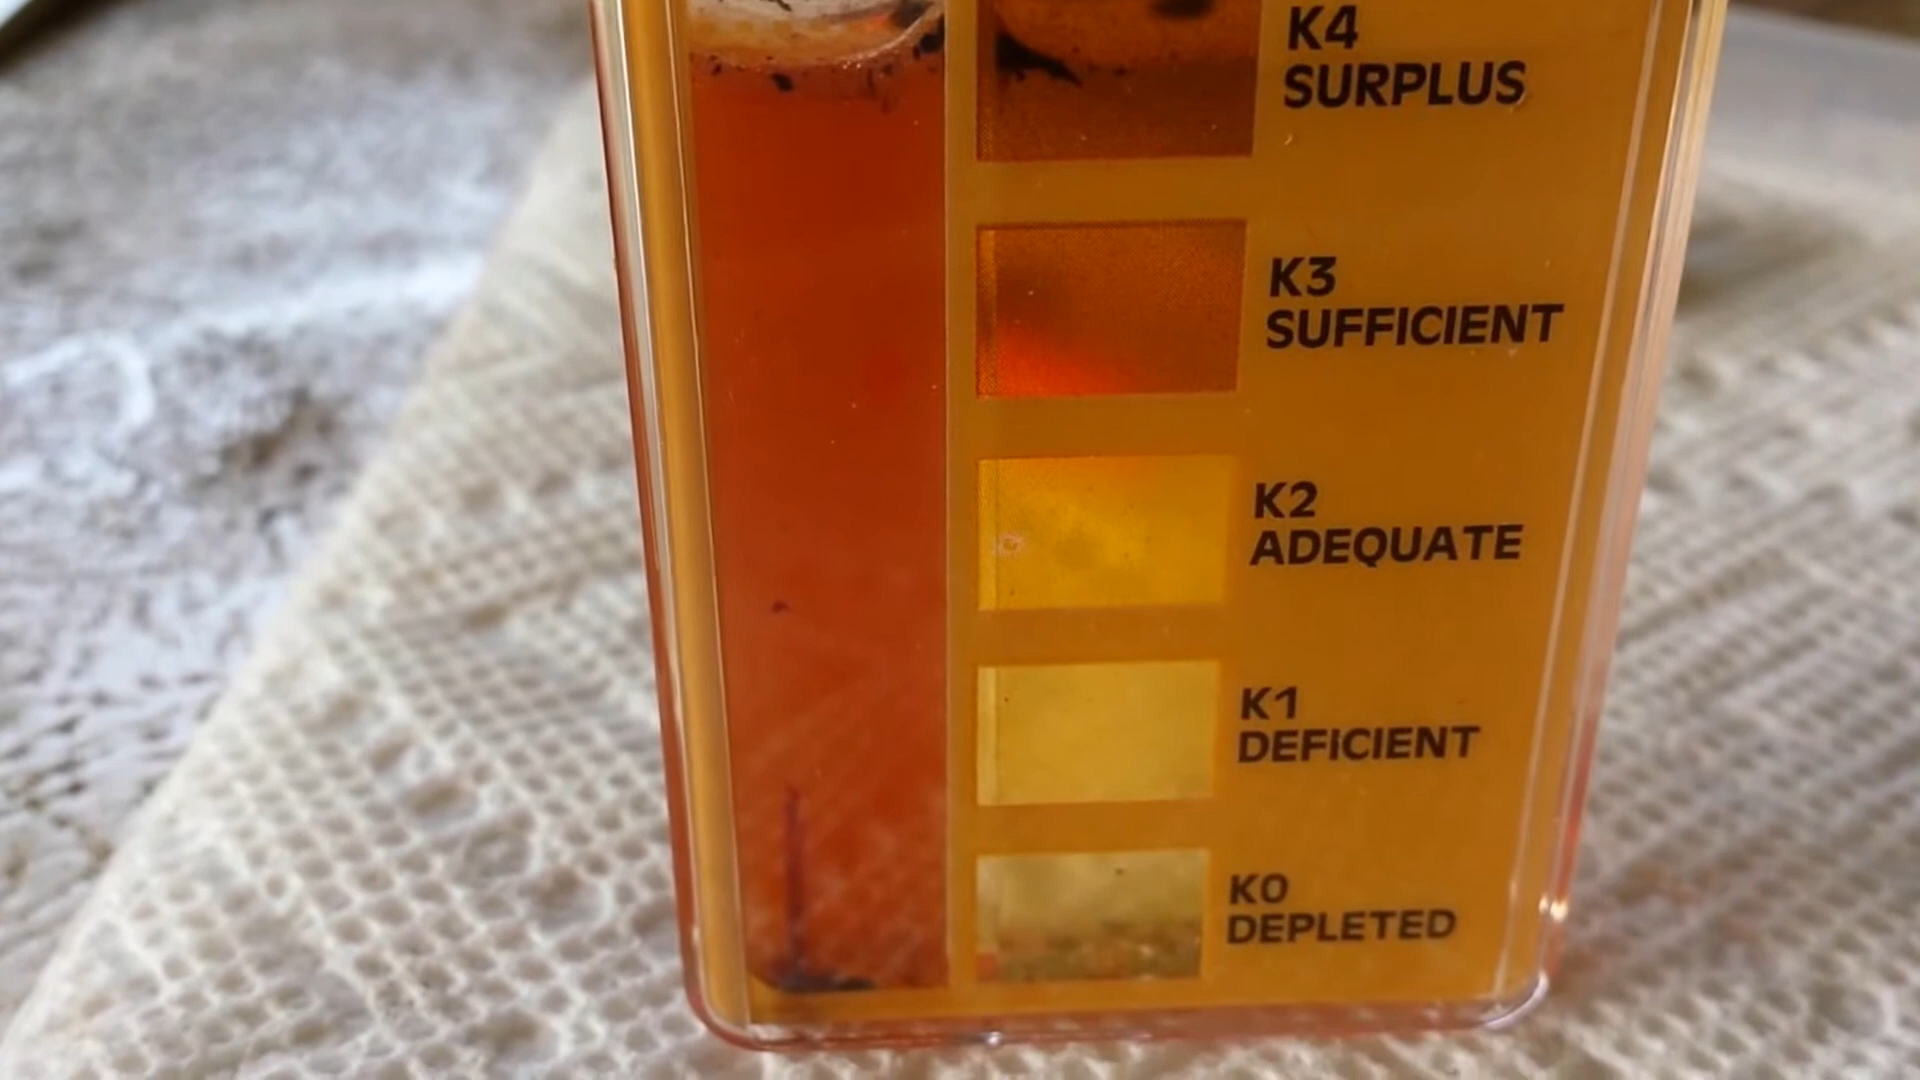 K4
SURPLUS
K3
SUFFICIENT
K2
ADEQUATE
K1
DEFICIENT
K0
DEPLETED